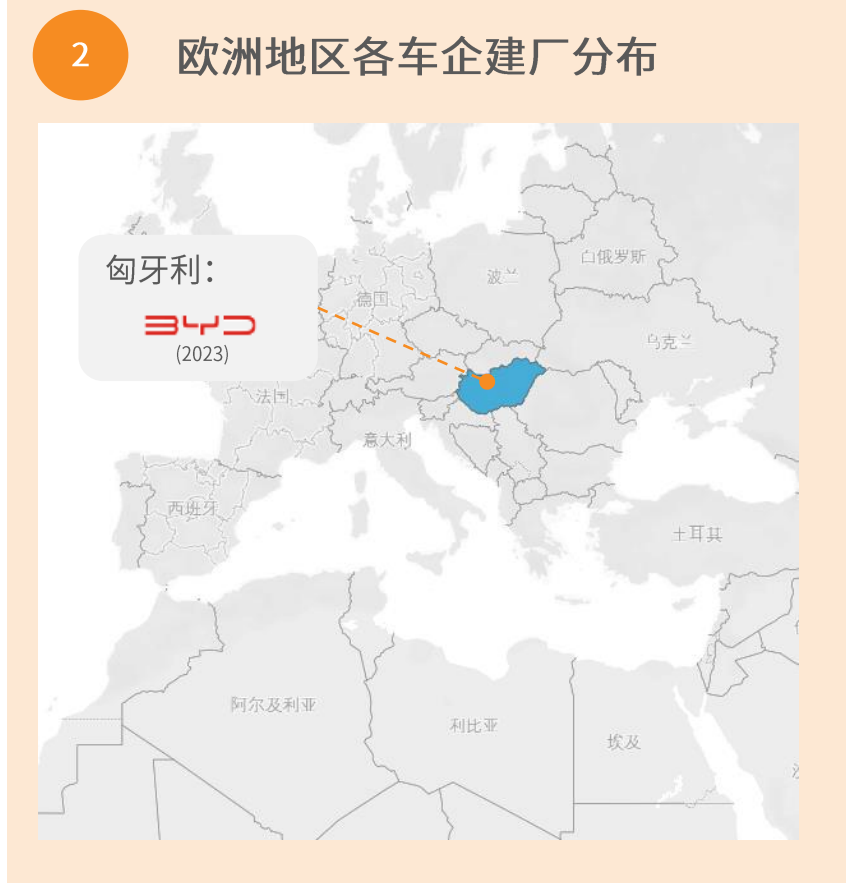 2
欧洲地区各车企建厂分布
匈牙利：
BYD
(2023)
白俄罗斯
波兰
德国
乌克兰
法国
意大利
西班牙
土耳其
阿尔及利亚
利比亚
埃及